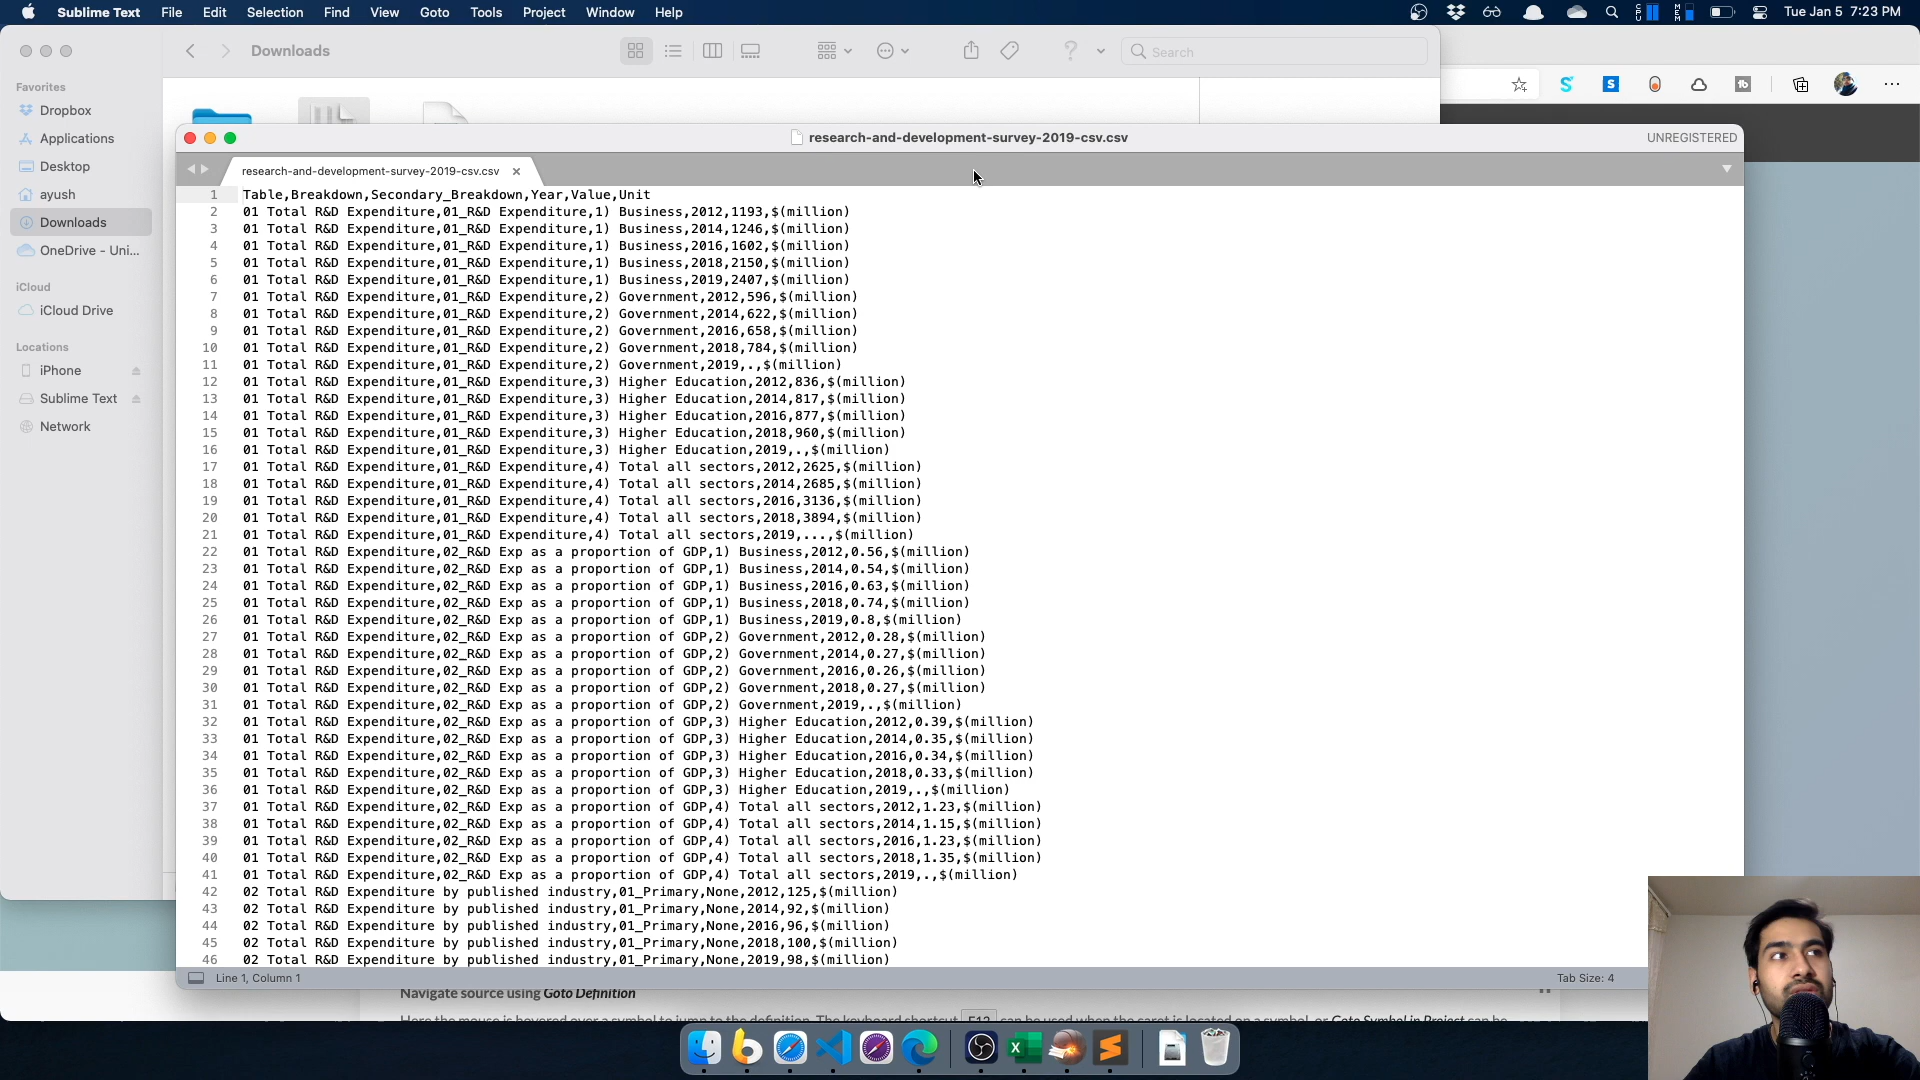 Sublime Text File Edit Selection Find View Goto Tools Project Window Help
CPU MEM Tue Jan 5 7:23 PM
Downloads
Search
Favorites
Dropbox
Applications
Desktop
ayush
Downloads
OneDrive - Uni...
iCloud
iCloud Drive
Locations
iPhone
Sublime Text
Network
research-and-development-survey-2019-csv.csv
UNREGISTERED
research-and-development-survey-2019-csv.csv
1 Table,Breakdown,Secondary_Breakdown,Year,Value,Unit
2 01 Total R&D Expenditure,01_R&D Expenditure,1) Business,2012,1193,$(million)
3 01 Total R&D Expenditure,01_R&D Expenditure,1) Business,2014,1246,$(million)
4 01 Total R&D Expenditure,01_R&D Expenditure,1) Business,2016,1602,$(million)
5 01 Total R&D Expenditure,01_R&D Expenditure,1) Business,2018,2150,$(million)
6 01 Total R&D Expenditure,01_R&D Expenditure,1) Business,2019,2407,$(million)
7 01 Total R&D Expenditure,01_R&D Expenditure,2) Government,2012,596,$(million)
8 01 Total R&D Expenditure,01_R&D Expenditure,2) Government,2014,622,$(million)
9 01 Total R&D Expenditure,01_R&D Expenditure,2) Government,2016,658,$(million)
10 01 Total R&D Expenditure,01_R&D Expenditure,2) Government,2018,784,$(million)
11 01 Total R&D Expenditure,01_R&D Expenditure,2) Government,2019,.,$(million)
12 01 Total R&D Expenditure,01_R&D Expenditure,3) Higher Education,2012,836,$(million)
13 01 Total R&D Expenditure,01_R&D Expenditure,3) Higher Education,2014,817,$(million)
14 01 Total R&D Expenditure,01_R&D Expenditure,3) Higher Education,2016,877,$(million)
15 01 Total R&D Expenditure,01_R&D Expenditure,3) Higher Education,2018,960,$(million)
16 01 Total R&D Expenditure,01_R&D Expenditure,3) Higher Education,2019,.,$(million)
17 01 Total R&D Expenditure,01_R&D Expenditure,4) Total all sectors,2012,2625,$(million)
18 01 Total R&D Expenditure,01_R&D Expenditure,4) Total all sectors,2014,2685,$(million)
19 01 Total R&D Expenditure,01_R&D Expenditure,4) Total all sectors,2016,3136,$(million)
20 01 Total R&D Expenditure,01_R&D Expenditure,4) Total all sectors,2018,3894,$(million)
21 01 Total R&D Expenditure,01_R&D Expenditure,4) Total all sectors,2019,...,$(million)
22 01 Total R&D Expenditure,02_R&D Exp as a proportion of GDP,1) Business,2012,0.56,$(million)
23 01 Total R&D Expenditure,02_R&D Exp as a proportion of GDP,1) Business,2014,0.54,$(million)
24 01 Total R&D Expenditure,02_R&D Exp as a proportion of GDP,1) Business,2016,0.63,$(million)
25 01 Total R&D Expenditure,02_R&D Exp as a proportion of GDP,1) Business,2018,0.74,$(million)
26 01 Total R&D Expenditure,02_R&D Exp as a proportion of GDP,1) Business,2019,0.8,$(million)
27 01 Total R&D Expenditure,02_R&D Exp as a proportion of GDP,2) Government,2012,0.28,$(million)
28 01 Total R&D Expenditure,02_R&D Exp as a proportion of GDP,2) Government,2014,0.27,$(million)
29 01 Total R&D Expenditure,02_R&D Exp as a proportion of GDP,2) Government,2016,0.26,$(million)
30 01 Total R&D Expenditure,02_R&D Exp as a proportion of GDP,2) Government,2018,0.27,$(million)
31 01 Total R&D Expenditure,02_R&D Exp as a proportion of GDP,2) Government,2019,.,$(million)
32 01 Total R&D Expenditure,02_R&D Exp as a proportion of GDP,3) Higher Education,2012,0.39,$(million)
33 01 Total R&D Expenditure,02_R&D Exp as a proportion of GDP,3) Higher Education,2014,0.35,$(million)
34 01 Total R&D Expenditure,02_R&D Exp as a proportion of GDP,3) Higher Education,2016,0.34,$(million)
35 01 Total R&D Expenditure,02_R&D Exp as a proportion of GDP,3) Higher Education,2018,0.33,$(million)
36 01 Total R&D Expenditure,02_R&D Exp as a proportion of GDP,3) Higher Education,2019,.,$(million)
37 01 Total R&D Expenditure,02_R&D Exp as a proportion of GDP,4) Total all sectors,2012,1.23,$(million)
38 01 Total R&D Expenditure,02_R&D Exp as a proportion of GDP,4) Total all sectors,2014,1.15,$(million)
39 01 Total R&D Expenditure,02_R&D Exp as a proportion of GDP,4) Total all sectors,2016,1.23,$(million)
40 01 Total R&D Expenditure,02_R&D Exp as a proportion of GDP,4) Total all sectors,2018,1.35,$(million)
41 01 Total R&D Expenditure,02_R&D Exp as a proportion of GDP,4) Total all sectors,2019,.,$(million)
42 02 Total R&D Expenditure by published industry,01_Primary,None,2012,125,$(million)
43 02 Total R&D Expenditure by published industry,01_Primary,None,2014,92,$(million)
44 02 Total R&D Expenditure by published industry,01_Primary,None,2016,96,$(million)
45 02 Total R&D Expenditure by published industry,01_Primary,None,2018,100,$(million)
46 02 Total R&D Expenditure by published industry,01_Primary,None,2019,98,$(million)
Line 1, Column 1
Tab Size: 4
Navigate source using Goto Definition
Here the mouse is hovered over a symbol to jump to the definition. The keyboard shortcut F12 can be used when the caret is located on a symbol, or Goto Symbol in Project can be